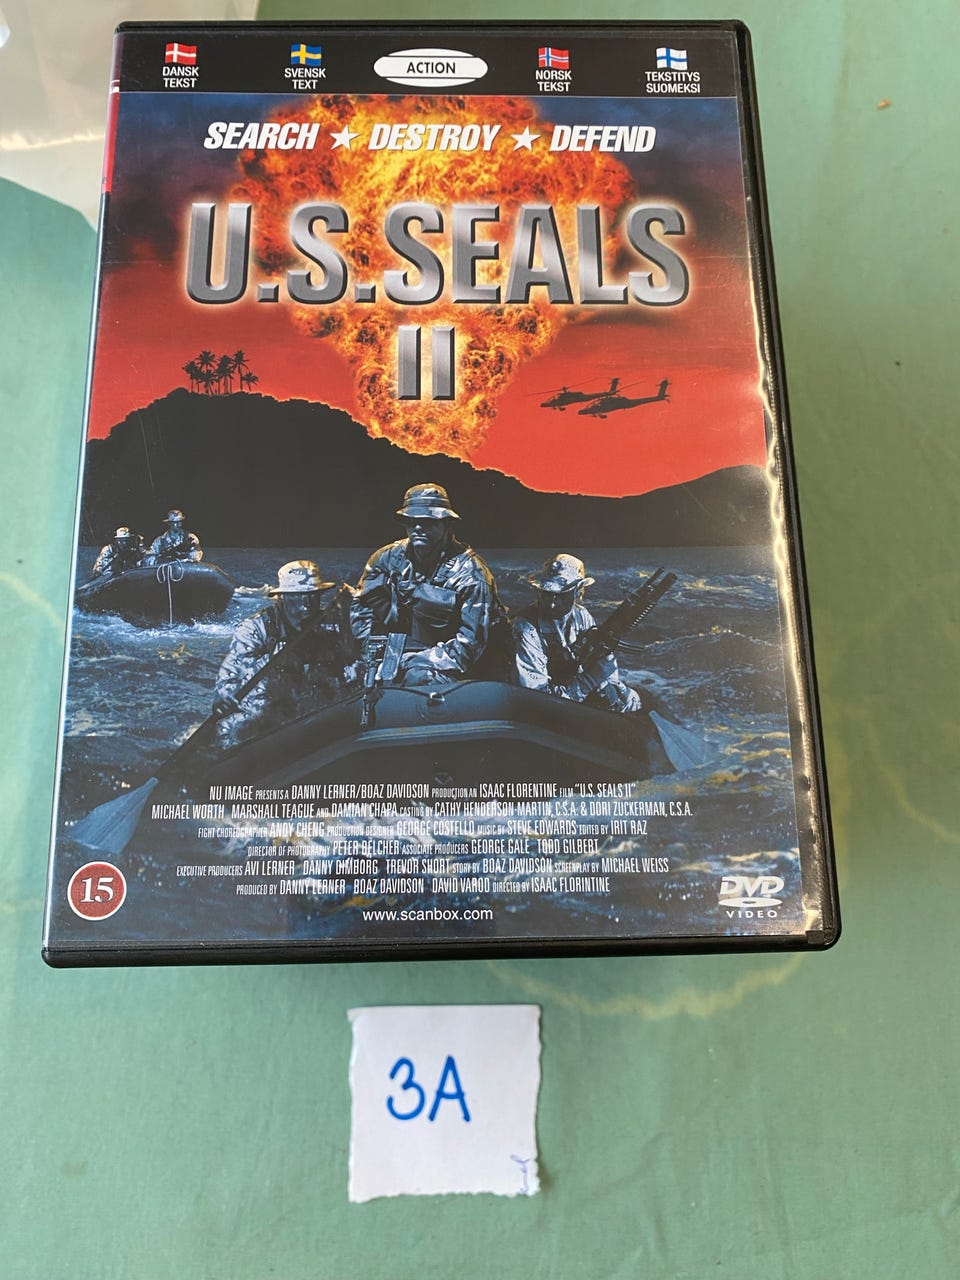 DANSK
TEKST
SVENSK
TEXT
ACTION
NORSK
TEKST
TEKSTITYS
SUOMEKSI
SEARCH ★ DESTROY ★ DEFEND
U.S. SEALS
II
NU IMAGE PRESENTS A DANNY LERNER/BOAZ DAVIDSON PRODUCTION AN ISAAC FLORENTINE FILM "U.S. SEALS II"
MICHAEL WORTH MARSHALL TEAGUE AND DAMIAN CHAPA CASTING BY CATHY HENDERSON-MARTIN, C.S.A. & DORI ZUCKERMAN, C.S.A.
FIGHT CHOREOGRAPHER ANDY CHENG PRODUCTION DESIGNER GEORGE COSTELLO MUSIC BY STEVE EDWARDS EDITED BY IRIT RAZ
DIRECTOR OF PHOTOGRAPHY PETER BELCHER ASSOCIATE PRODUCERS GEORGE GALE TOBD GILBERT
EXECUTIVE PRODUCERS AVI LERNER DANNY DIMBORG TREVOR SHORT STORY BY BOAZ DAVIDSON SCREENPLAY BY MICHAEL WEISS
PRODUCED BY DANNY LERNER BOAZ DAVIDSON DAVID VAROD DIRECTED BY ISAAC FLORINTINE
15
www.scanbox.com
DVD
VIDEO
3A